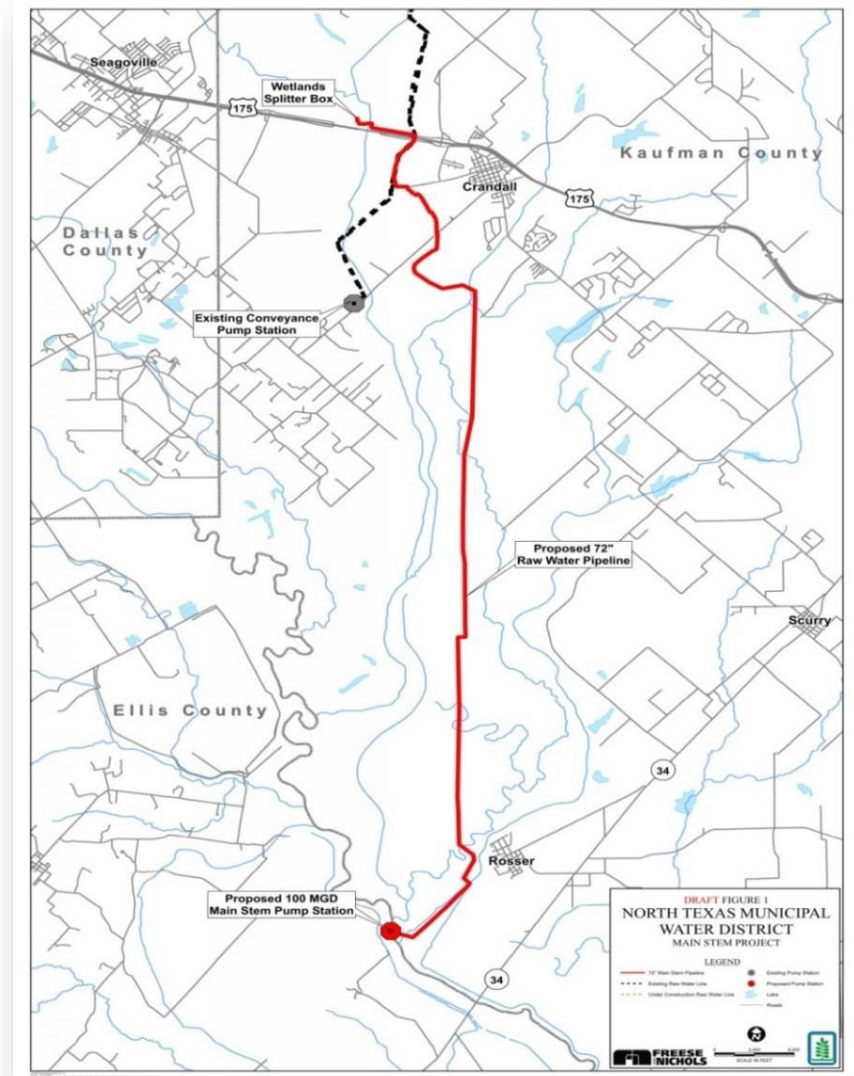 Seagoville
Wetlands
Splitter Box
175
Kaufman County
Crandall
175
Dallas
County
Existing Conveyance
Pump Station
Proposed 72"
Raw Water Pipeline
Scurry
Ellis County
34
Rosser
Proposed 100 MGD
Main Stem Pump Station
34
DRAFT FIGURE 1
NORTH TEXAS MUNICIPAL
WATER DISTRICT
MAIN STEM PROJECT
LEGEND
72" Main Stem Pipeline
Existing Raw Water Line
Under Construction Raw Water Line
Existing Pump Station
Proposed Pump Station
Lake
Roads
FREESE
NICHOLS
SCALE IN FEET